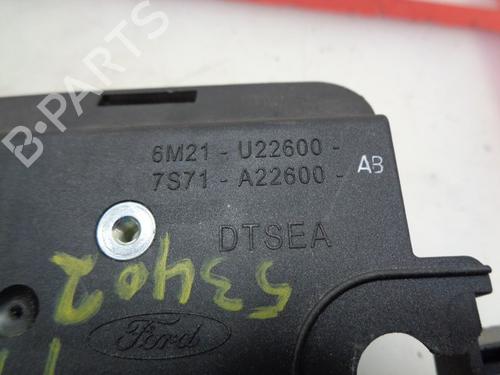 6M21 - U22600 -
7S71 - A22600 -
AB
DTSEA
53402
Ford
B-PARTS